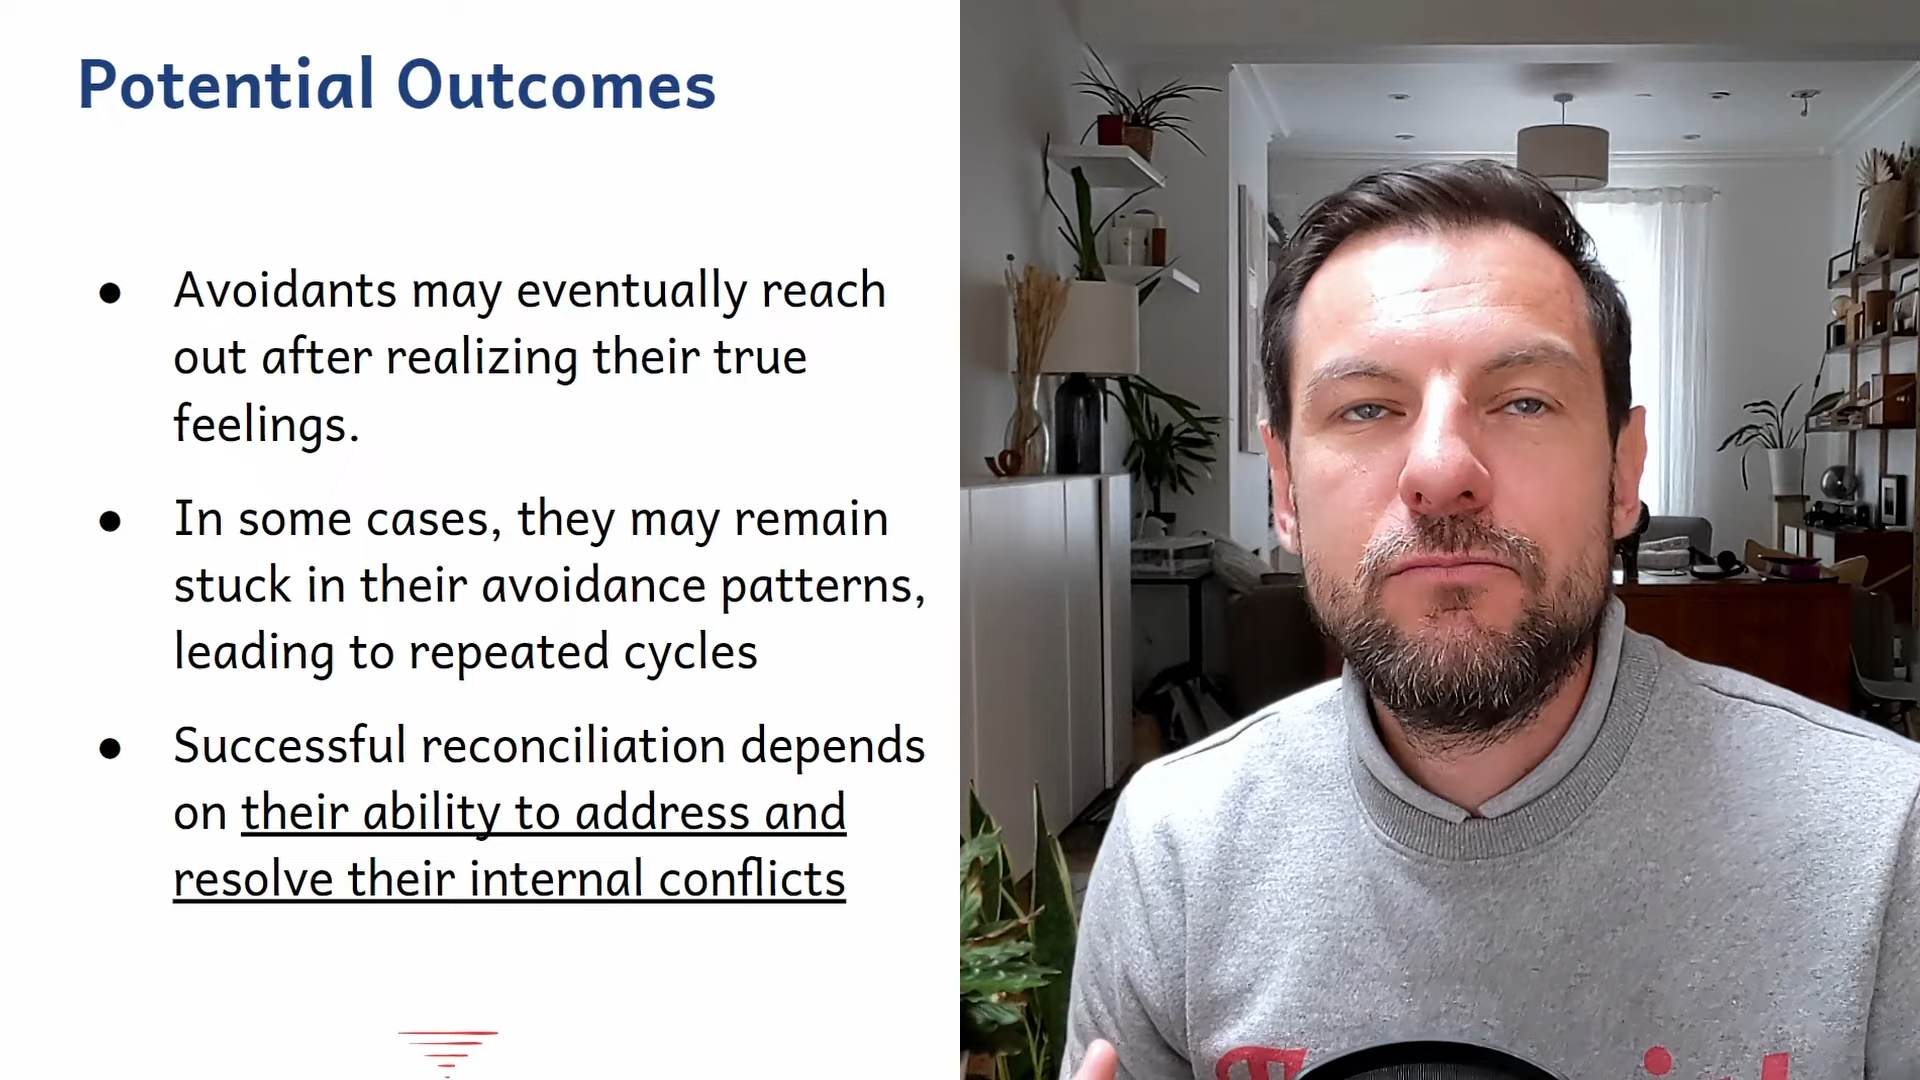 Potential Outcomes
● Avoidants may eventually reach
out after realizing their true
feelings.
● In some cases, they may remain
stuck in their avoidance patterns,
leading to repeated cycles
● Successful reconciliation depends
on their ability to address and
resolve their internal conflicts